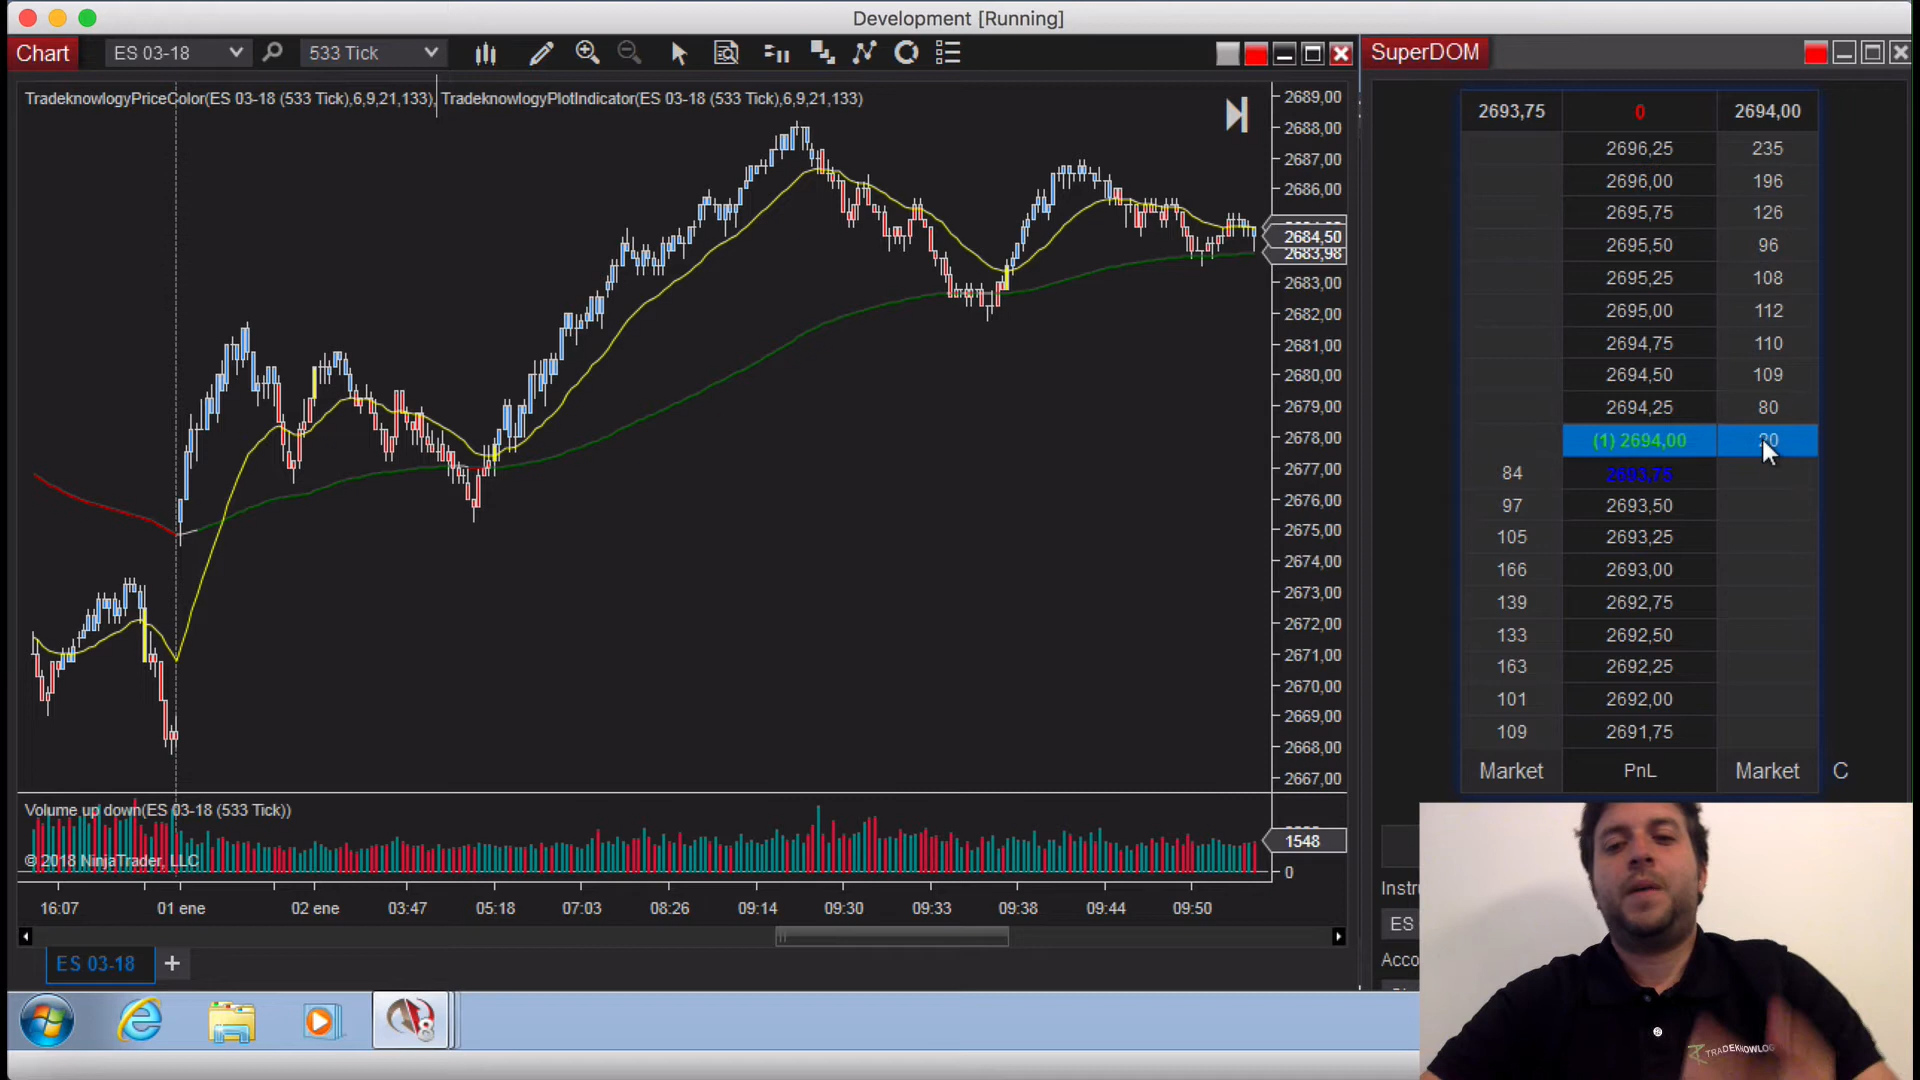 Development [Running]
Chart
ES 03-18
533 Tick
SuperDOM
TradeknowlogyPriceColor(ES 03-18 (533 Tick),6,9,21,133), TradeknowlogyPlotIndicator(ES 03-18 (533 Tick),6,9,21,133)
2689,00
2688,00
2687,00
2686,00
2684,50
2683,98
2683,00
2682,00
2681,00
2680,00
2679,00
2678,00
2677,00
2676,00
2675,00
2674,00
2673,00
2672,00
2671,00
2670,00
2669,00
2668,00
2667,00
Volume up down(ES 03-18 (533 Tick))
1548
© 2018 NinjaTrader, LLC
0
16:07 01 ene 02 ene 03:47 05:18 07:03 08:26 09:14 09:30 09:33 09:38 09:44 09:50
ES 03-18 +
2693,75 0 2694,00
2696,25 235
2696,00 196
2695,75 126
2695,50 96
2695,25 108
2695,00 112
2694,75 110
2694,50 109
2694,25 80
(1) 2694,00 20
84 2693,75
97 2693,50
105 2693,25
166 2693,00
139 2692,75
133 2692,50
163 2692,25
101 2692,00
109 2691,75
Market PnL Market C
Instru
ES
Acco
8
TRADEKNOWLOG